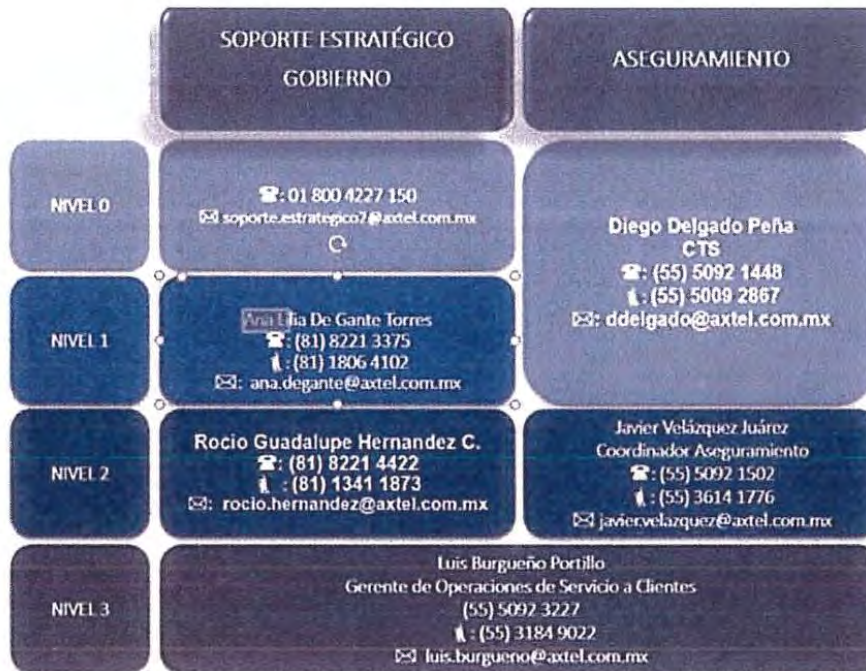 SOPORTE ESTRATÉGICO
GOBIERNO
ASEGURAMIENTO
NIVEL 0
☎: 01 800 4227 150
✉ soporte.estrategico2@axtel.com.mx
Diego Delgado Peña
CTS
☎: (55) 5092 1448
: (55) 5009 2867
✉: ddelgado@axtel.com.mx
NIVEL 1
Ana Lilia De Gante Torres
☎: (81) 8221 3375
: (81) 1806 4102
✉: ana.degante@axtel.com.mx
NIVEL 2
Rocio Guadalupe Hernandez C.
☎: (81) 8221 4422
: (81) 1341 1873
✉: rocio.hernandez@axtel.com.mx
Javier Velázquez Juárez
Coordinador Aseguramiento
☎: (55) 5092 1502
: (55) 3614 1776
✉ javier.velazquez@axtel.com.mx
NIVEL 3
Luis Burgueño Portillo
Gerente de Operaciones de Servicio a Clientes
(55) 5092 3227
: (55) 3184 9022
✉ luis.burgueno@axtel.com.mx